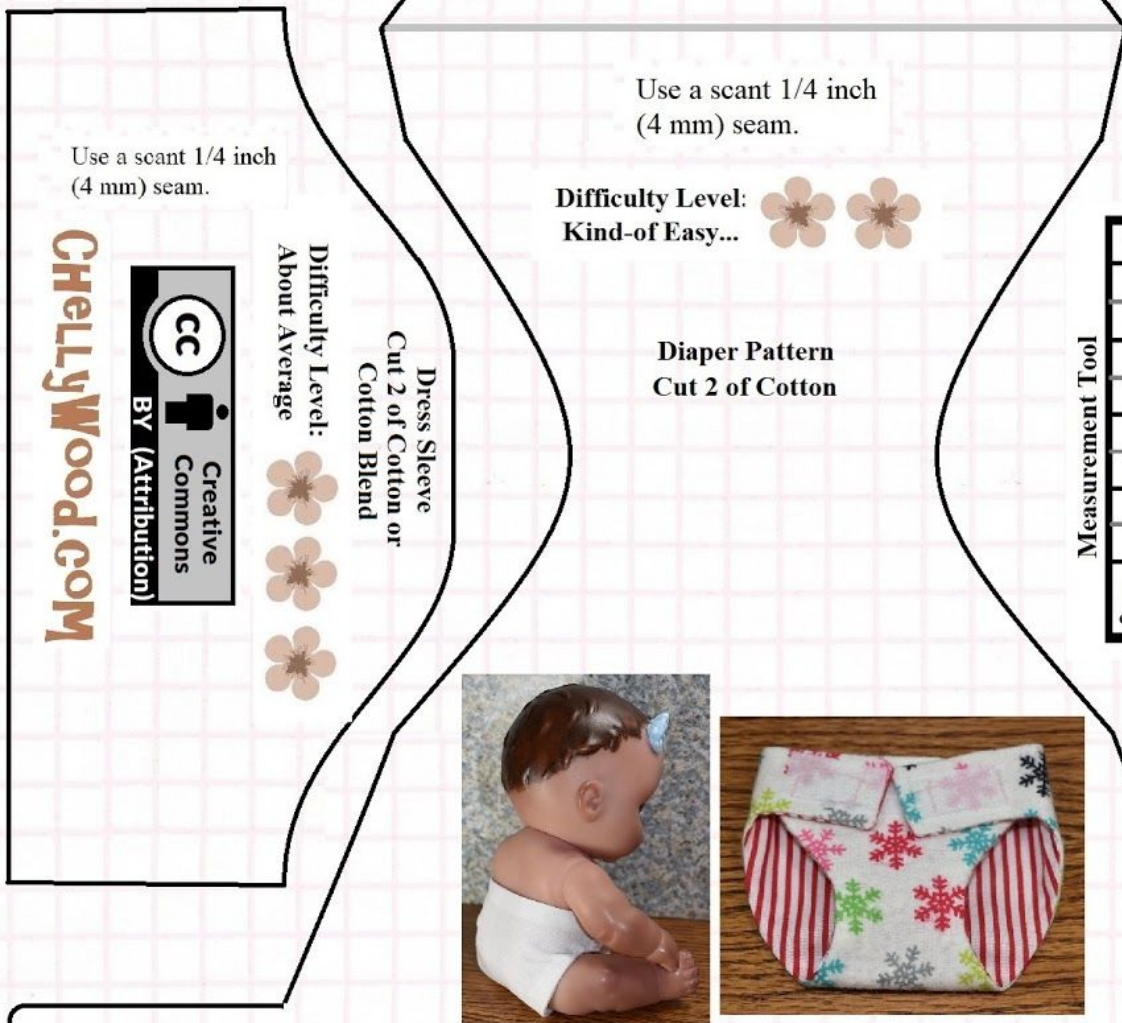 Use a scant 1/4 inch
(4 mm) seam.
CHellyWood.coM
CC
Creative
Commons
BY (Attribution)
Difficulty Level:
About Average
Dress Sleeve
Cut 2 of Cotton or
Cotton Blend
Use a scant 1/4 inch
(4 mm) seam.
Difficulty Level:
Kind-of Easy...
Diaper Pattern
Cut 2 of Cotton
Measurement Tool